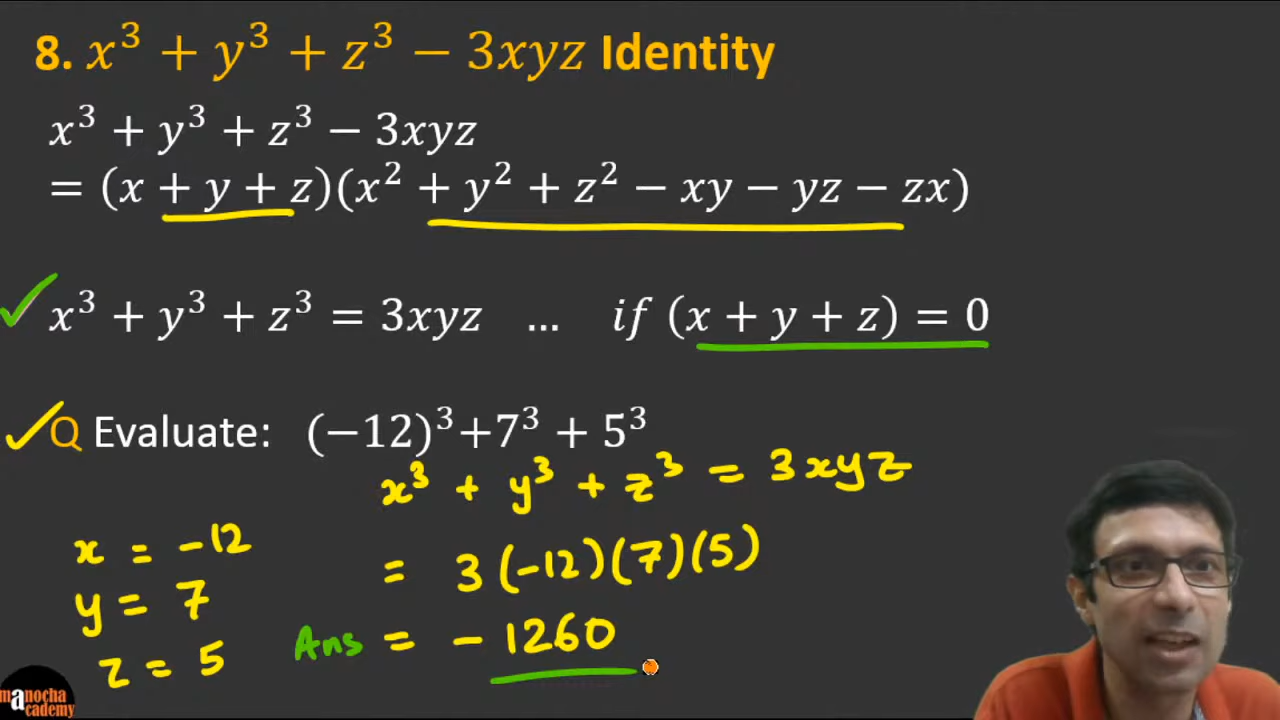 8. x³ + y³ + z³ − 3xyz Identity
x³ + y³ + z³ − 3xyz
= (x + y + z)(x² + y² + z² − xy − yz − zx)
x³ + y³ + z³ = 3xyz ... if (x + y + z) = 0
Q Evaluate: (−12)³+7³ + 5³
x³ + y³ + z³ = 3xyz
x = -12
y = 7
z = 5
= 3(-12)(7)(5)
Ans = -1260
manocha
academy